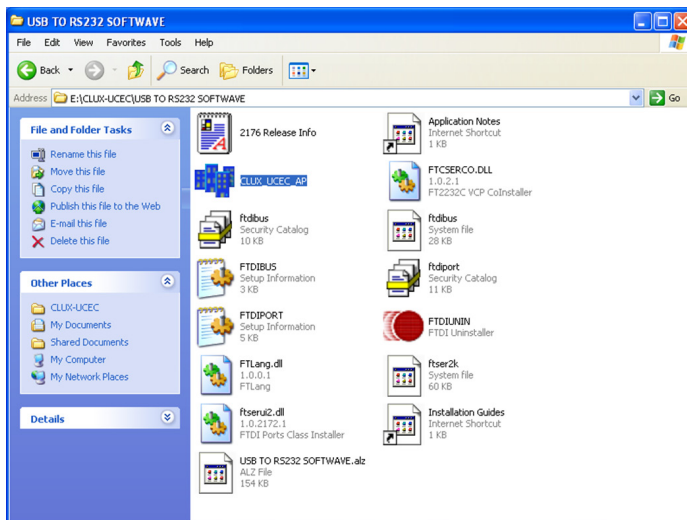 USB TO RS232 SOFTWAVE
File Edit View Favorites Tools Help
Back Search Folders
Address E:\CLUX-UCEC\USB TO RS232 SOFTWAVE Go
File and Folder Tasks
Rename this file
Move this file
Copy this file
Publish this file to the Web
E-mail this file
Delete this file
Other Places
CLUX-UCEC
My Documents
Shared Documents
My Computer
My Network Places
Details
2176 Release Info
Application Notes
Internet Shortcut
1 KB
CLUX_UCEC_AP
FTCSERCO.DLL
1.0.2.1
FT2232C VCP CoInstaller
ftdibus
Security Catalog
10 KB
ftdibus
System file
28 KB
FTDIBUS
Setup Information
3 KB
ftdiport
Security Catalog
11 KB
FTDIPORT
Setup Information
5 KB
FTDIUNIN
FTDI Uninstaller
FTLang.dll
1.0.0.1
FTLang
ftser2k
System file
60 KB
ftserui2.dll
1.0.2172.1
FTDI Ports Class Installer
Installation Guides
Internet Shortcut
1 KB
USB TO RS232 SOFTWAVE.alz
ALZ File
154 KB